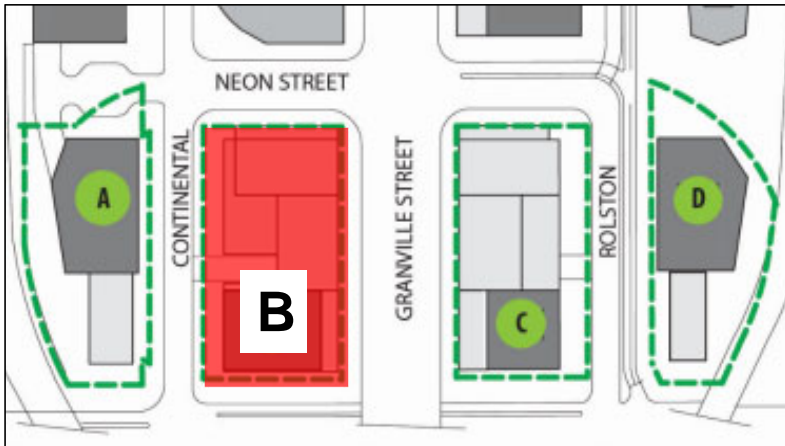 NEON STREET
CONTINENTAL
GRANVILLE STREET
ROLSTON
A
B
C
D